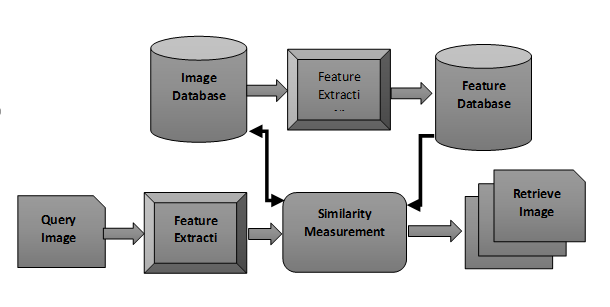 Image
Database
Feature
Extracti
Feature
Database
Query
Image
Feature
Extracti
Similarity
Measurement
Retrieve
Image